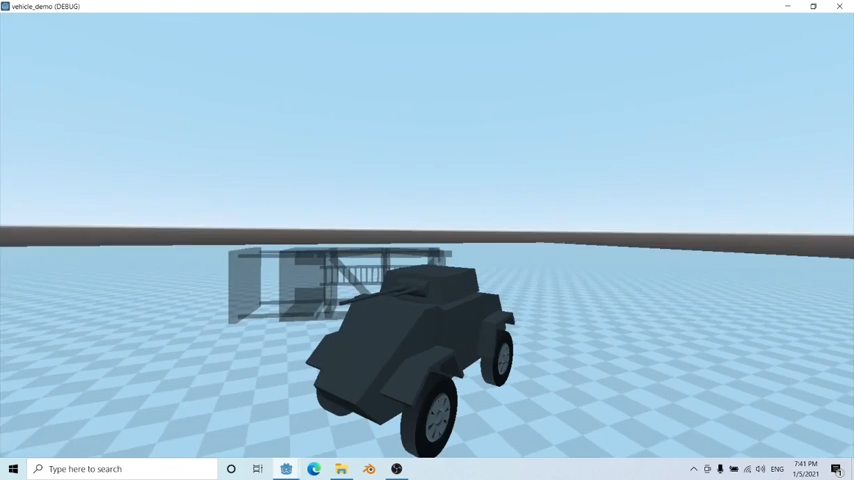 vehicle_demo (DEBUG)
Type here to search
ENG
7:41 PM
1/5/2021